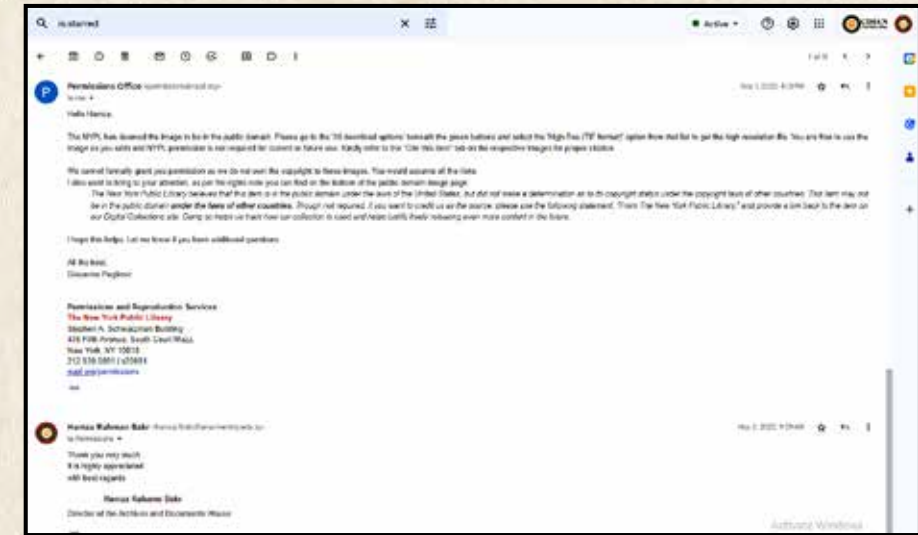 is:starred
Active
Permissions Office
to me
Hello Hamza,
The NYPL has deemed the image to be in the public domain. Please go to the "All download options" beneath the green buttons and select the "High Res (TIF format)" option from that list to get the high resolution file. You are free to use the
image as you wish and NYPL permission is not required for current or future use. Kindly refer to the "Cite this item" tab on the respective images for proper citation.
We cannot formally grant you permission as we do not own the copyright to these images. You would assume all of the risks.
I also want to bring to your attention, as per the rights note you can find on the bottom of the public domain image page:
The New York Public Library believes that this item is in the public domain under the laws of the United States, but did not make a determination as to its copyright status under the copyright laws of other countries. This item may not
be in the public domain under the laws of other countries. Though not required, if you want to credit us as the source, please use the following statement, "From The New York Public Library," and provide a link back to the item on
our Digital Collections site. Doing so helps us track how our collection is used and helps justify freely releasing even more content in the future.
I hope this helps. Let me know if you have additional questions.
All the best,
Permissions and Reproduction Services
The New York Public Library
Stephen A. Schwarzman Building
476 Fifth Avenue, South Court Mezz.
New York, NY 10018
Hamza
to Permissions
Thank you very much
It is highly appreciated
with best regards
Hamza
Director of the Archives and Documents House
Activate Windows